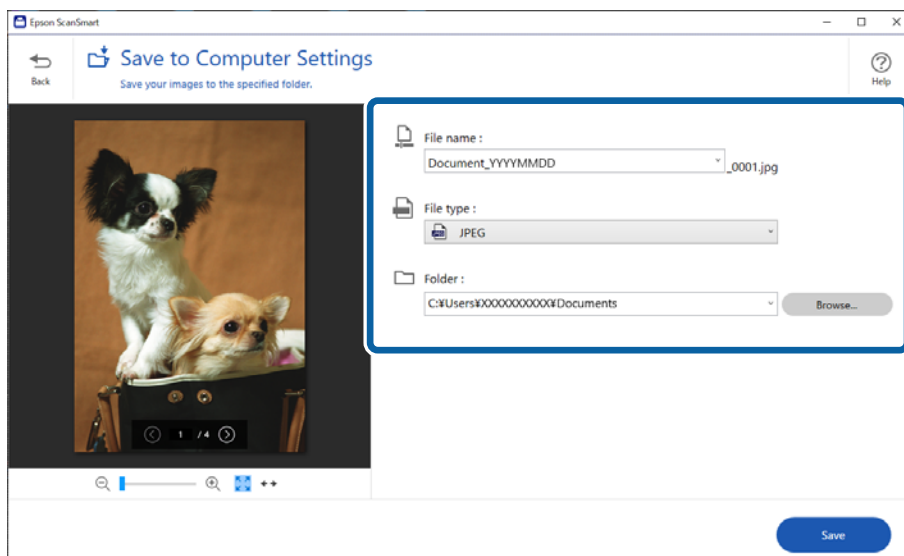 Epson ScanSmart
Back
Save to Computer Settings
Save your images to the specified folder.
Help
File name :
Document_YYYYMMDD
_0001.jpg
File type :
JPEG
Folder :
C:¥Users¥XXXXXXXXXX¥Documents
Browse...
1 / 4
Save